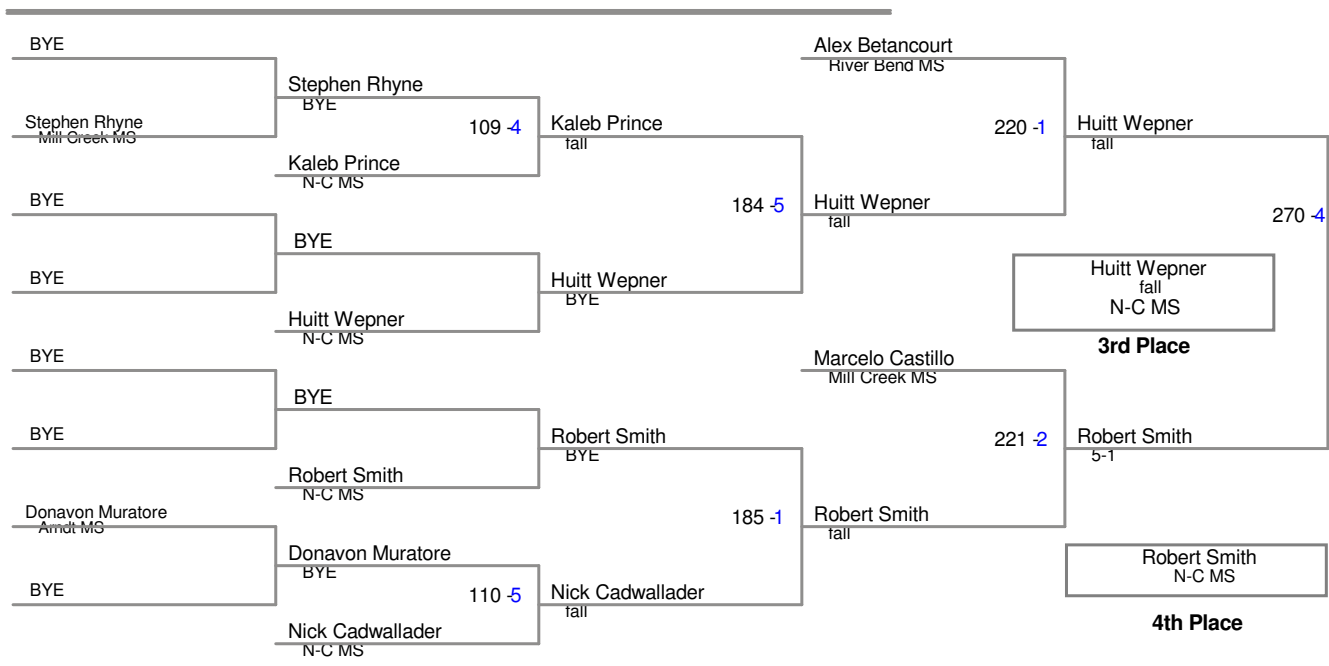 BYE
Stephen Rhyne
Mill Creek MS
BYE
BYE
BYE
BYE
Donavon Muratore
Arndt MS
BYE
Stephen Rhyne
BYE
109 -4
Kaleb Prince
N-C MS
BYE
Huitt Wepner
N-C MS
BYE
Robert Smith
N-C MS
Donavon Muratore
BYE
110 -5
Nick Cadwallader
N-C MS
Kaleb Prince
fall
184 -5
Huitt Wepner
BYE
Robert Smith
BYE
185 -1
Nick Cadwallader
fall
Alex Betancourt
River Bend MS
220 -1
Huitt Wepner
fall
Marcelo Castillo
Mill Creek MS
221 -2
Robert Smith
fall
Huitt Wepner
fall
270 -4
Huitt Wepner
fall
N-C MS
3rd Place
Robert Smith
5-1
Robert Smith
N-C MS
4th Place